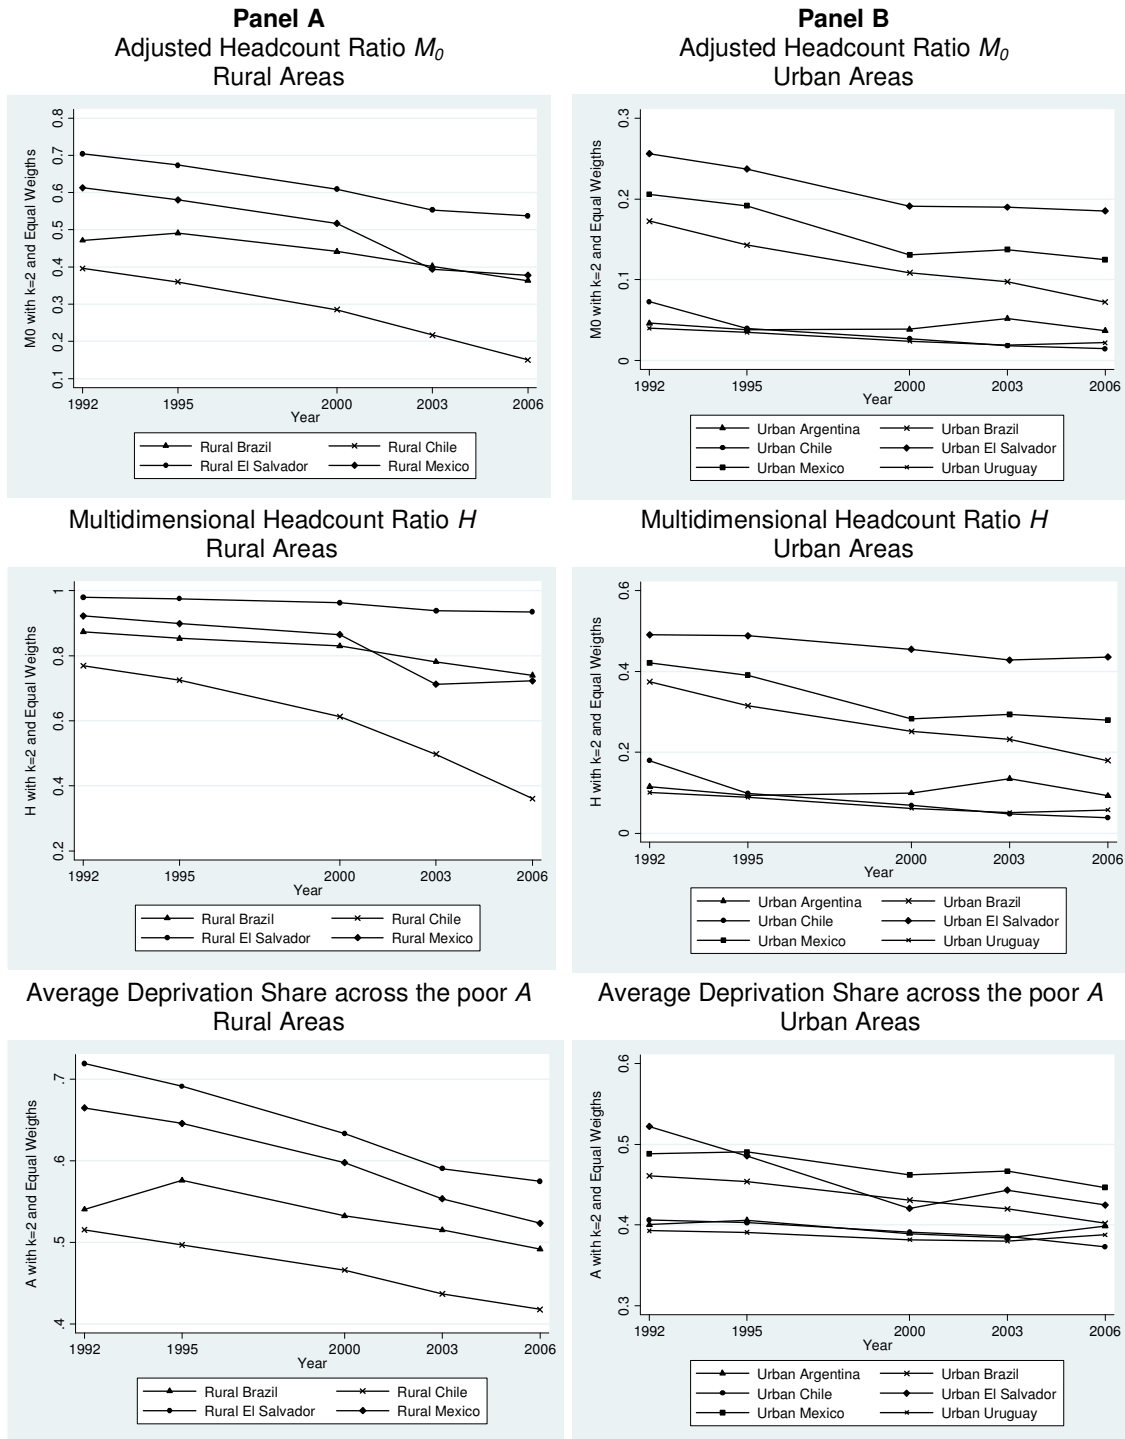 Panel A
Adjusted Headcount Ratio M0
Rural Areas
M0 with k=2 and Equal Weigths
0.8
0.7
0.6
0.5
0.4
0.3
0.2
0.1
1992 1995 2000 2003 2006
Year
Rural Brazil Rural Chile
Rural El Salvador Rural Mexico
Panel B
Adjusted Headcount Ratio M0
Urban Areas
M0 with k=2 and Equal Weigths
0.3
0.2
0.1
0
1992 1995 2000 2003 2006
Year
Urban Argentina Urban Brazil
Urban Chile Urban El Salvador
Urban Mexico Urban Uruguay
Multidimensional Headcount Ratio H
Rural Areas
H with k=2 and Equal Weigths
1
0.8
0.6
0.4
0.2
1992 1995 2000 2003 2006
Year
Rural Brazil Rural Chile
Rural El Salvador Rural Mexico
Multidimensional Headcount Ratio H
Urban Areas
H with k=2 and Equal Weigths
0.6
0.4
0.2
0
1992 1995 2000 2003 2006
Year
Urban Argentina Urban Brazil
Urban Chile Urban El Salvador
Urban Mexico Urban Uruguay
Average Deprivation Share across the poor A
Rural Areas
A with k=2 and Equal Weigths
.7
.6
.5
.4
1992 1995 2000 2003 2006
Year
Rural Brazil Rural Chile
Rural El Salvador Rural Mexico
Average Deprivation Share across the poor A
Urban Areas
A with k=2 and Equal Weigths
0.6
0.5
0.4
0.3
1992 1995 2000 2003 2006
Year
Urban Argentina Urban Brazil
Urban Chile Urban El Salvador
Urban Mexico Urban Uruguay